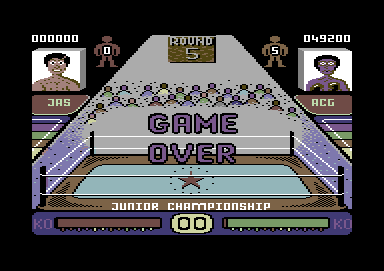 000000
ROUND
5
049200
0
5
JAS
ACG
GAME
OVER
JUNIOR CHAMPIONSHIP
KO
00
KO